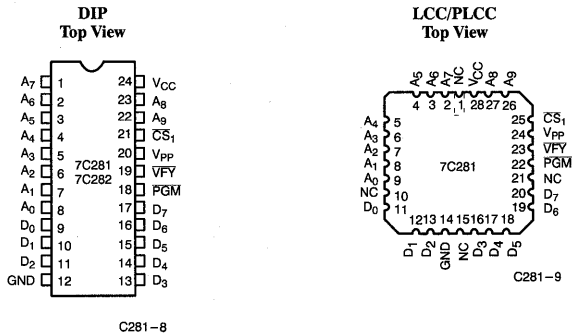 DIP
Top View
A7 1 24 VCC
A6 2 23 A8
A5 3 22 A9
A4 4 21 CS1
A3 5 20 VPP
A2 6 19 VFY
A1 7 18 PGM
A0 8 17 D7
D0 9 16 D6
D1 10 15 D5
D2 11 14 D4
GND 12 13 D3
7C281
7C282
C281-8
LCC/PLCC
Top View
A5 A6 A7 NC VCC A8 A9
4 3 2 1 28 27 26
A4 5 25 CS1
A3 6 24 VPP
A2 7 23 VFY
A1 8 22 PGM
A0 9 21 NC
NC 10 20 D7
D0 11 19 D6
7C281
12 13 14 15 16 17 18
D1 D2 GND NC D3 D4 D5
C281-9